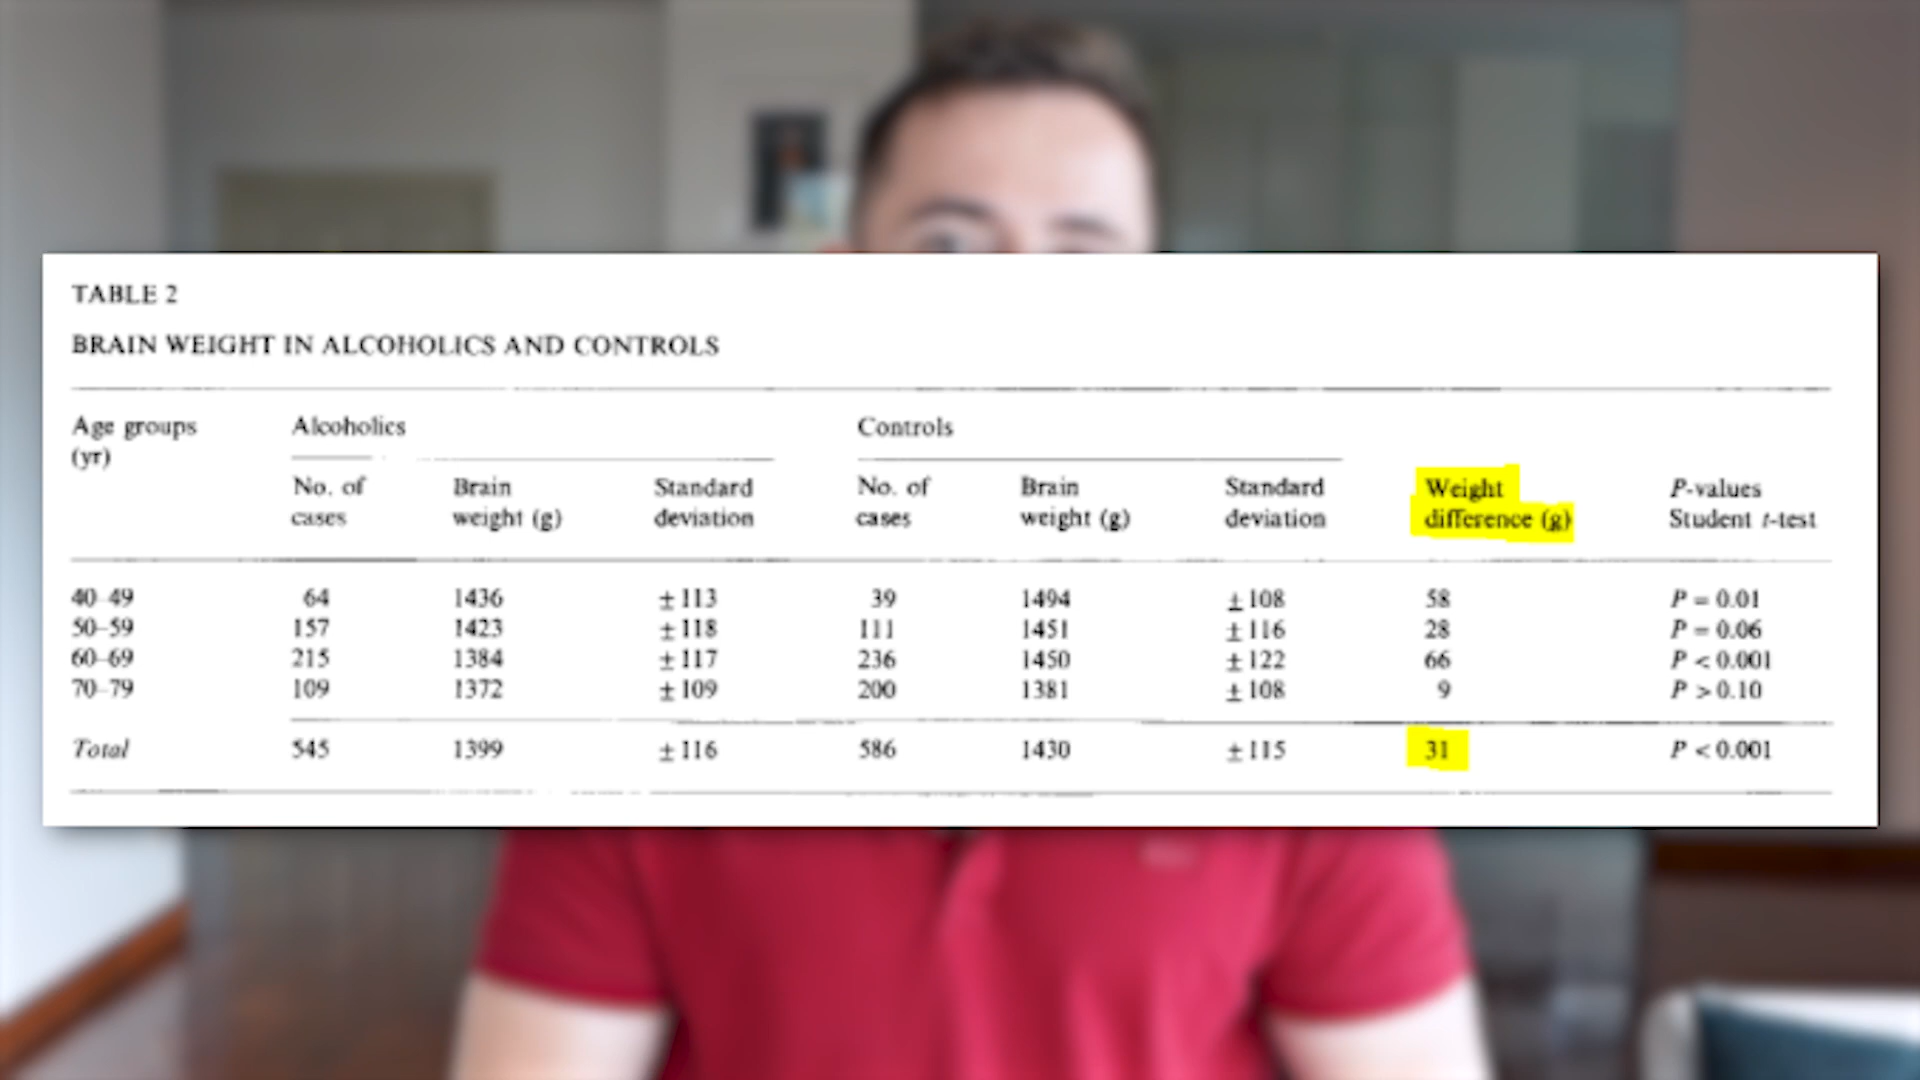 TABLE 2
BRAIN WEIGHT IN ALCOHOLICS AND CONTROLS
Age groups (yr) Alcoholics Controls
No. of cases Brain weight (g) Standard deviation No. of cases Brain weight (g) Standard deviation Weight difference (g) P-values Student t-test
40–49 64 1436 ±113 39 1494 ±108 58 P = 0.01
50–59 157 1423 ±118 111 1451 ±116 28 P = 0.06
60–69 215 1384 ±117 236 1450 ±122 66 P < 0.001
70–79 109 1372 ±109 200 1381 ±108 9 P > 0.10
Total 545 1399 ±116 586 1430 ±115 31 P < 0.001